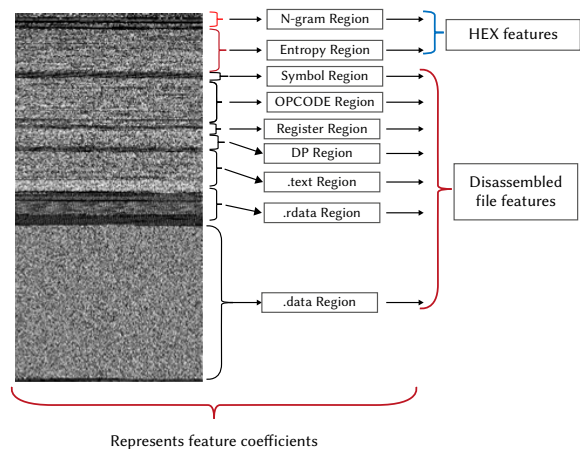 N-gram Region
HEX features
Entropy Region
Symbol Region
OPCODE Region
Register Region
DP Region
.text Region
Disassembled
file features
.rdata Region
.data Region
Represents feature coefficients